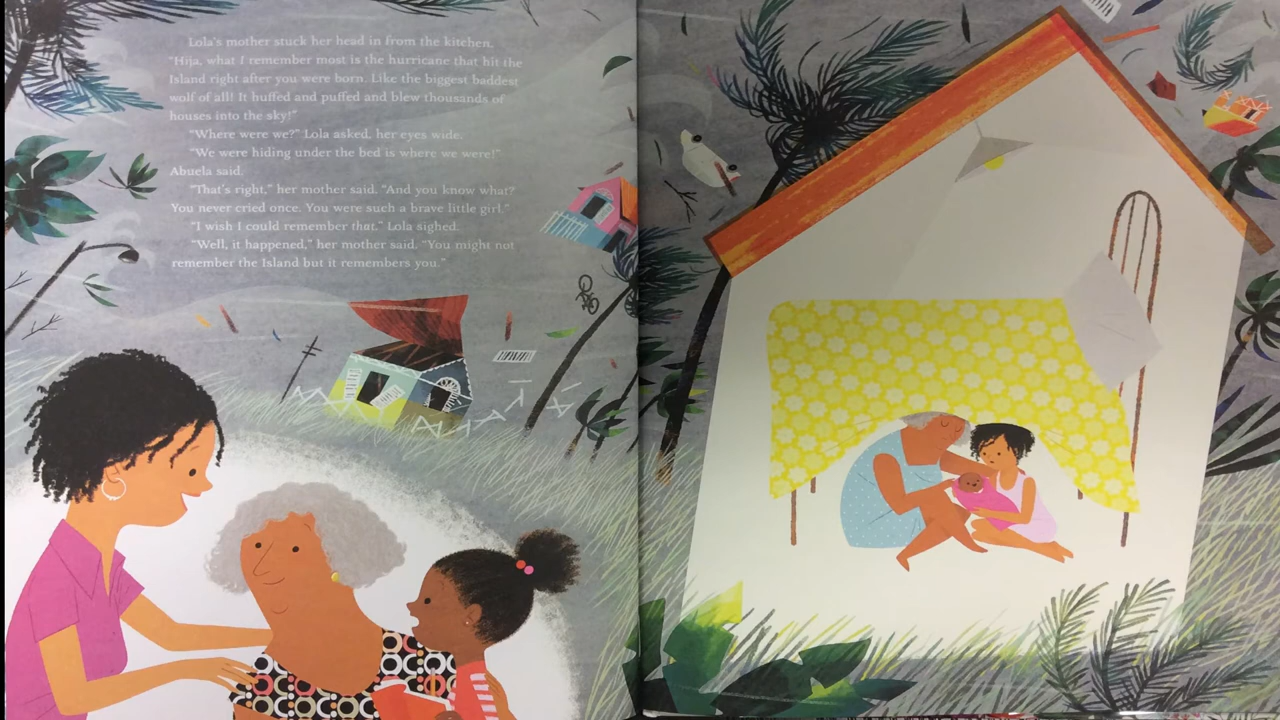 Lola's mother stuck her head in from the kitchen.
"Hija, what I remember most is the hurricane that hit the
Island right after you were born. Like the biggest baddest
wolf of all! It huffed and puffed and blew thousands of
houses into the sky!"
"Where were we?" Lola asked, her eyes wide.
"We were hiding under the bed is where we were!"
Abuela said.
"That's right," her mother said. "And you know what?
You never cried once. You were such a brave little girl."
"I wish I could remember that," Lola sighed.
"Well, it happened," her mother said. "You might not
remember the Island but it remembers you."